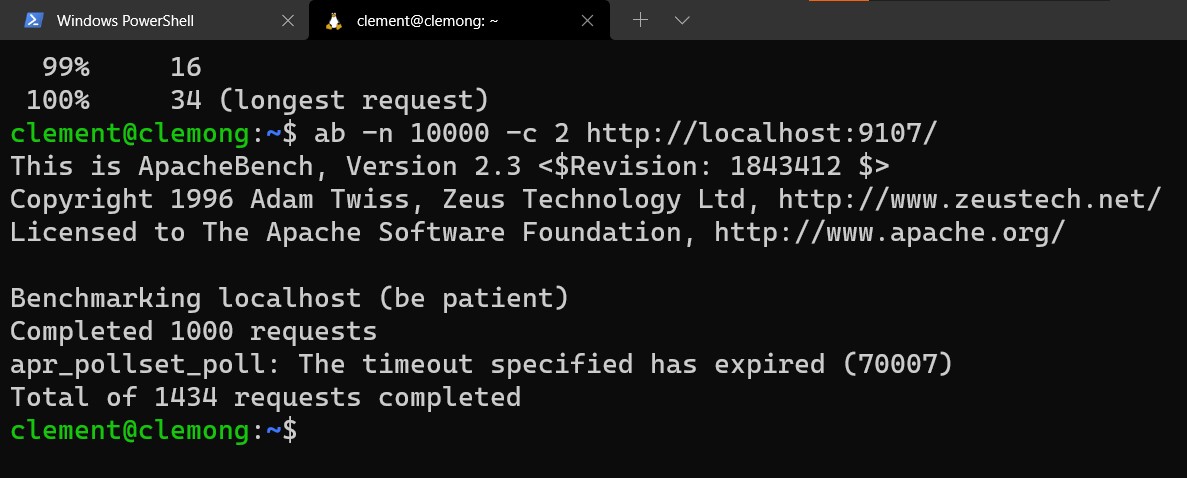 Windows PowerShell
clement@clemong: ~
99% 16
100% 34 (longest request)
clement@clemong:~$ ab -n 10000 -c 2 http://localhost:9107/
This is ApacheBench, Version 2.3 <$Revision: 1843412 $>
Copyright 1996 Adam Twiss, Zeus Technology Ltd, http://www.zeustech.net/
Licensed to The Apache Software Foundation, http://www.apache.org/
Benchmarking localhost (be patient)
Completed 1000 requests
apr_pollset_poll: The timeout specified has expired (70007)
Total of 1434 requests completed
clement@clemong:~$